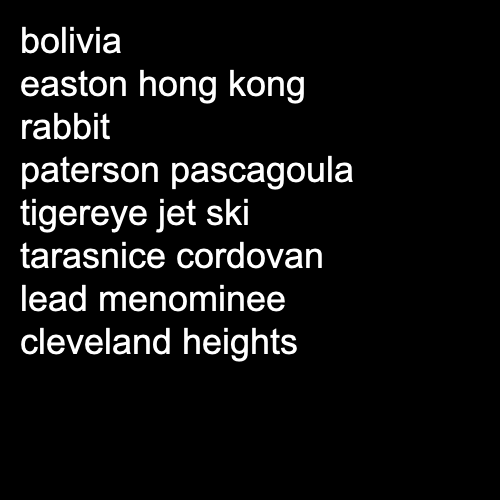 bolivia
easton hong kong
rabbit
paterson pascagoula
tigereye jet ski
tarasnice cordovan
lead menominee
cleveland heights